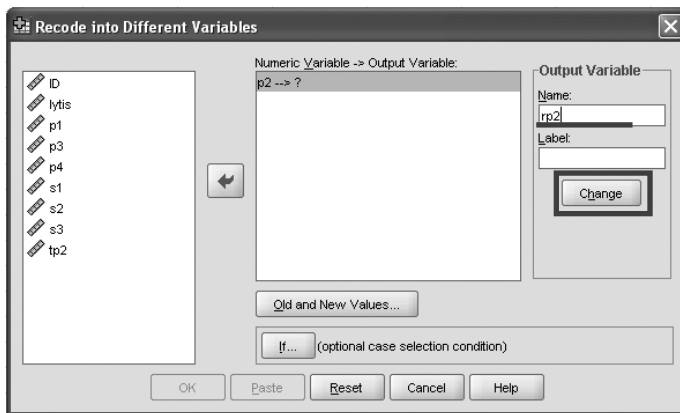 Recode into Different Variables
ID
lytis
p1
p3
p4
s1
s2
s3
tp2
Numeric Variable -> Output Variable:
p2 --> ?
Old and New Values...
If... (optional case selection condition)
Output Variable
Name:
rp2
Label:
Change
OK Paste Reset Cancel Help